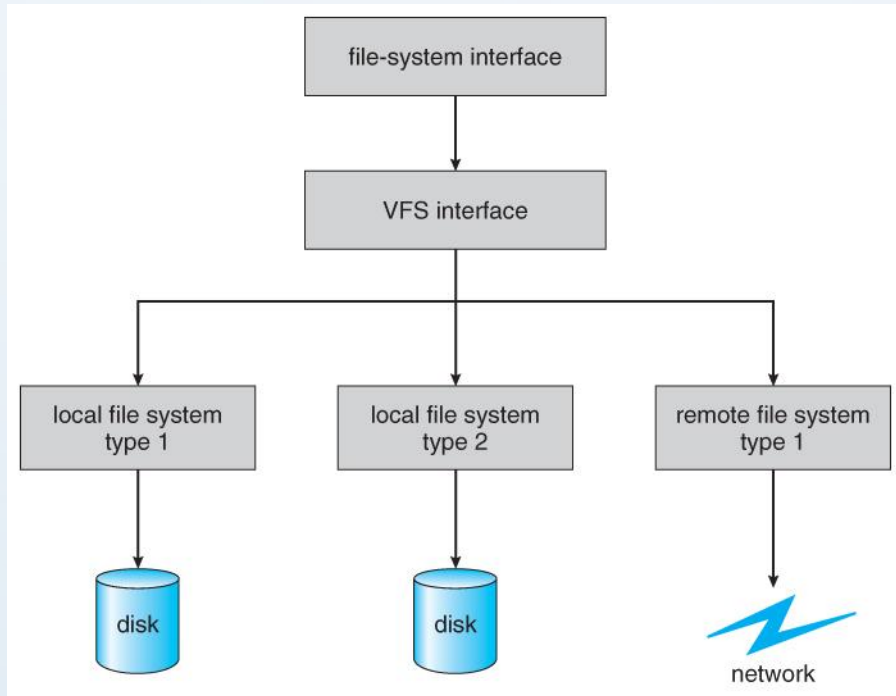 file-system interface
VFS interface
local file system
type 1
local file system
type 2
remote file system
type 1
disk
disk
network